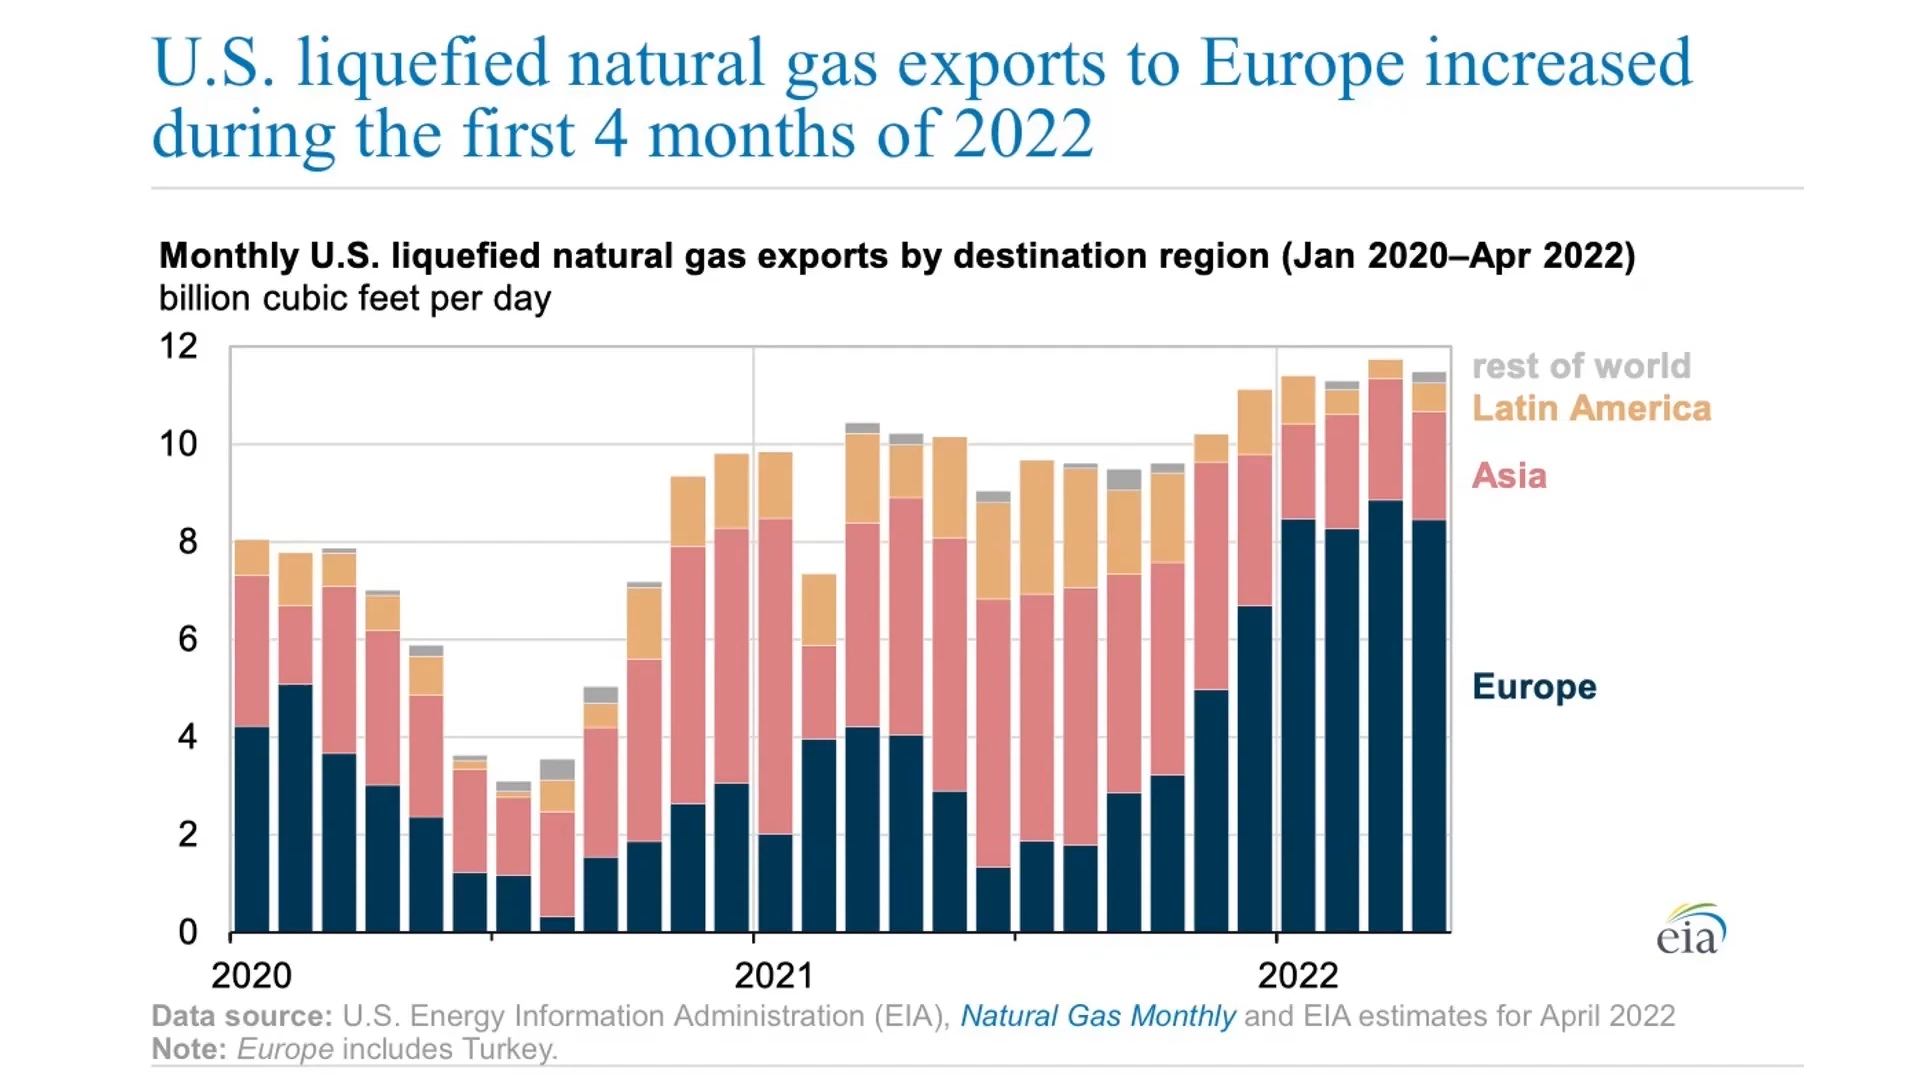 U.S. liquefied natural gas exports to Europe increased
during the first 4 months of 2022
Monthly U.S. liquefied natural gas exports by destination region (Jan 2020–Apr 2022)
billion cubic feet per day
12
10
8
6
4
2
0
2020
2021
2022
rest of world
Latin America
Asia
Europe
eia
Data source: U.S. Energy Information Administration (EIA), Natural Gas Monthly and EIA estimates for April 2022
Note: Europe includes Turkey.